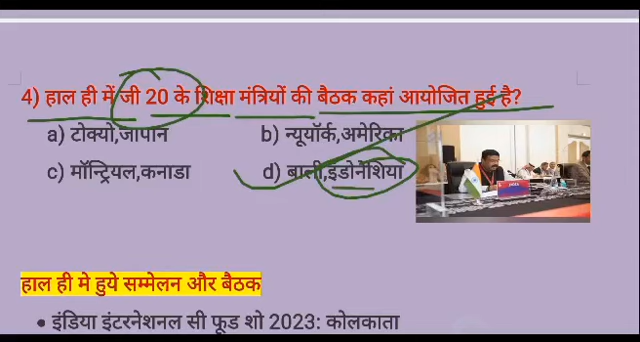 4) हाल ही में जी 20 के शिक्षा मंत्रियों की बैठक कहां आयोजित हुई है?
a) टोक्यो,जापान b) न्यूयॉर्क,अमेरिका
c) मॉन्ट्रियल,कनाडा d) बाली,इंडोनेशिया
हाल ही मे हुये सम्मेलन और बैठक
• इंडिया इंटरनेशनल सी फूड शो 2023: कोलकाता